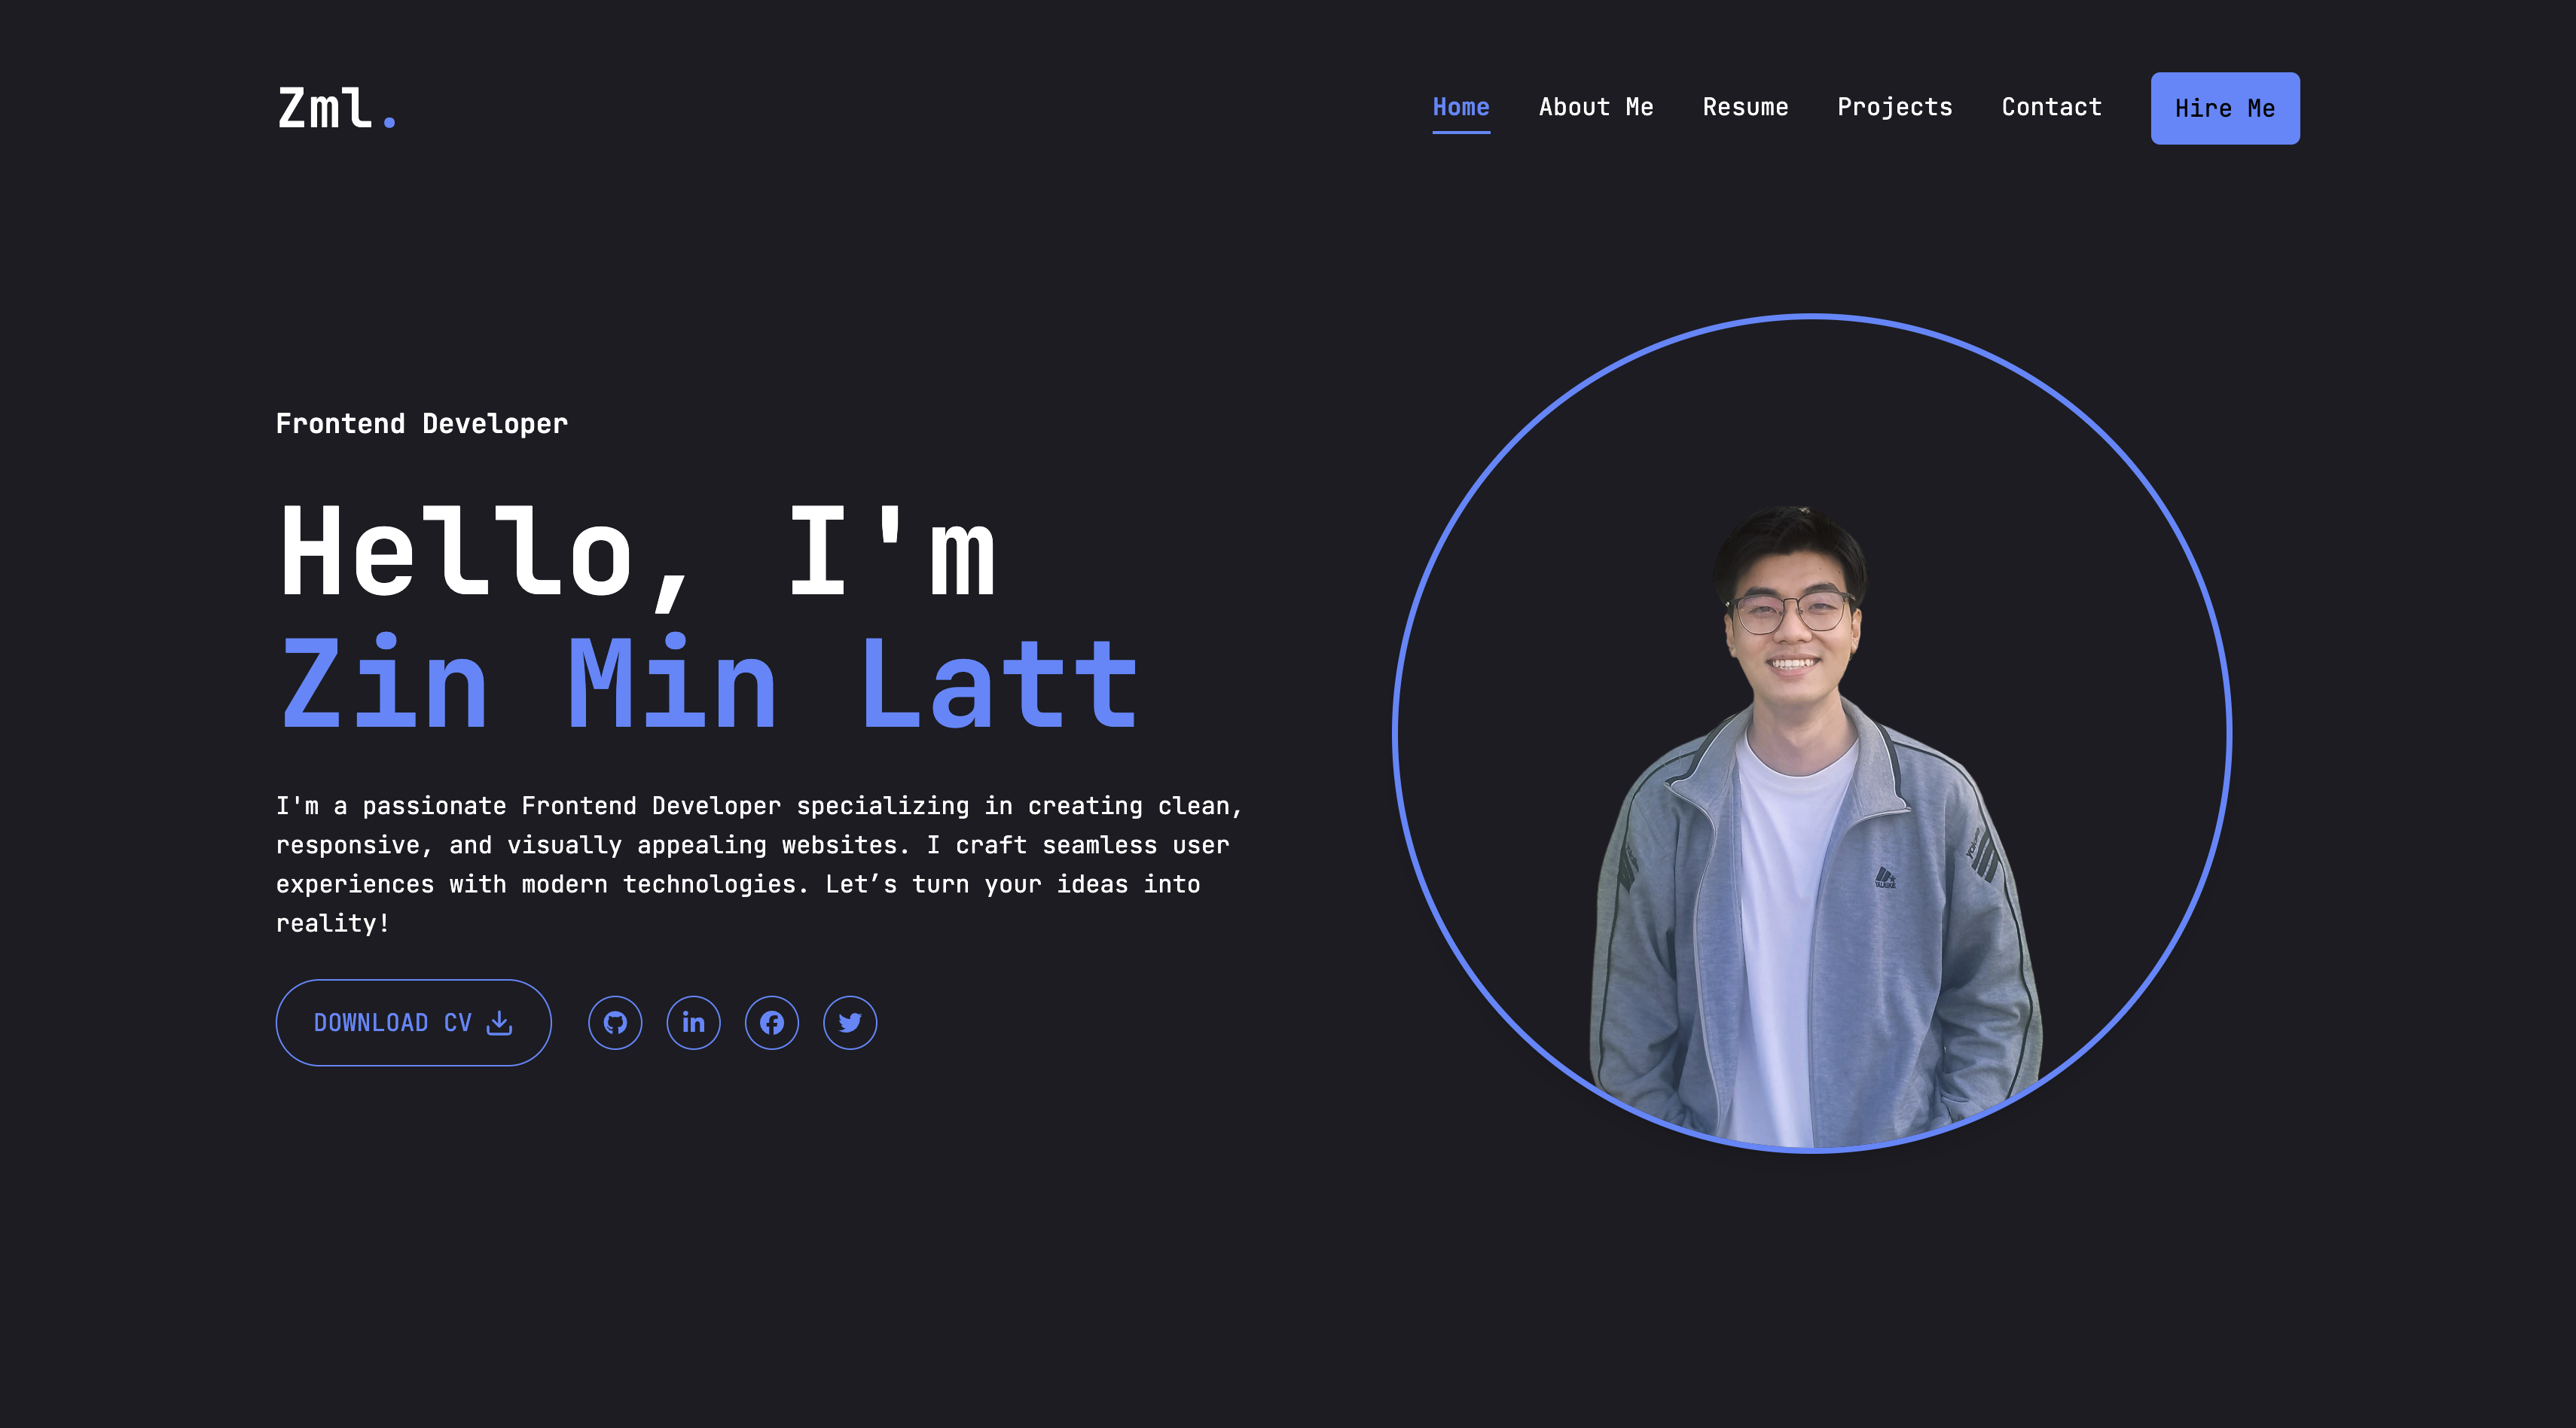 Zml.
Home About Me Resume Projects Contact Hire Me
Frontend Developer
Hello, I'm
Zin Min Latt
I'm a passionate Frontend Developer specializing in creating clean,
responsive, and visually appealing websites. I craft seamless user
experiences with modern technologies. Let’s turn your ideas into
reality!
DOWNLOAD CV
in